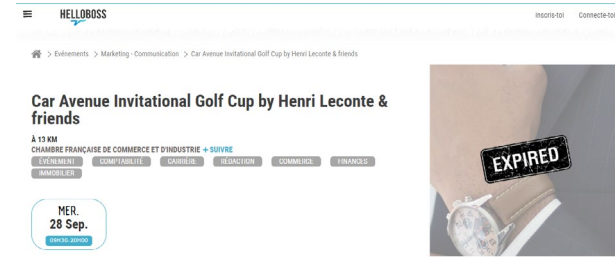 HELLOBOSS
Inscris-toi Connecte-toi
> Evénements > Marketing - Communication > Car Avenue Invitational Golf Cup by Henri Leconte & friends
Car Avenue Invitational Golf Cup by Henri Leconte &
friends
À 13 KM
CHAMBRE FRANÇAISE DE COMMERCE ET D'INDUSTRIE + SUIVRE
ÉVÉNEMENT COMPTABILITÉ CARRIÈRE RÉDACTION COMMERCE FINANCES
IMMOBILIER
EXPIRED
MER.
28 Sep.
09H30-20H00